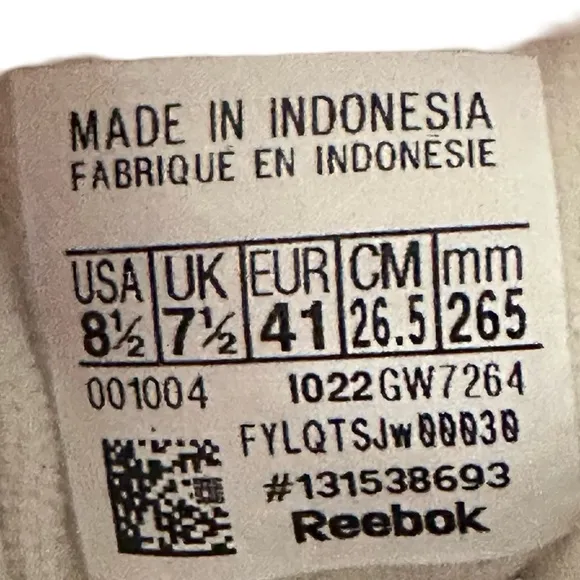 MADE IN INDONESIA
FABRIQUÉ EN INDONÉSIE
USA UK EUR CM mm
8½ 7½ 41 26.5 265
001004 1022GW7264
FYLQTSJW00030
#131538693
Reebok